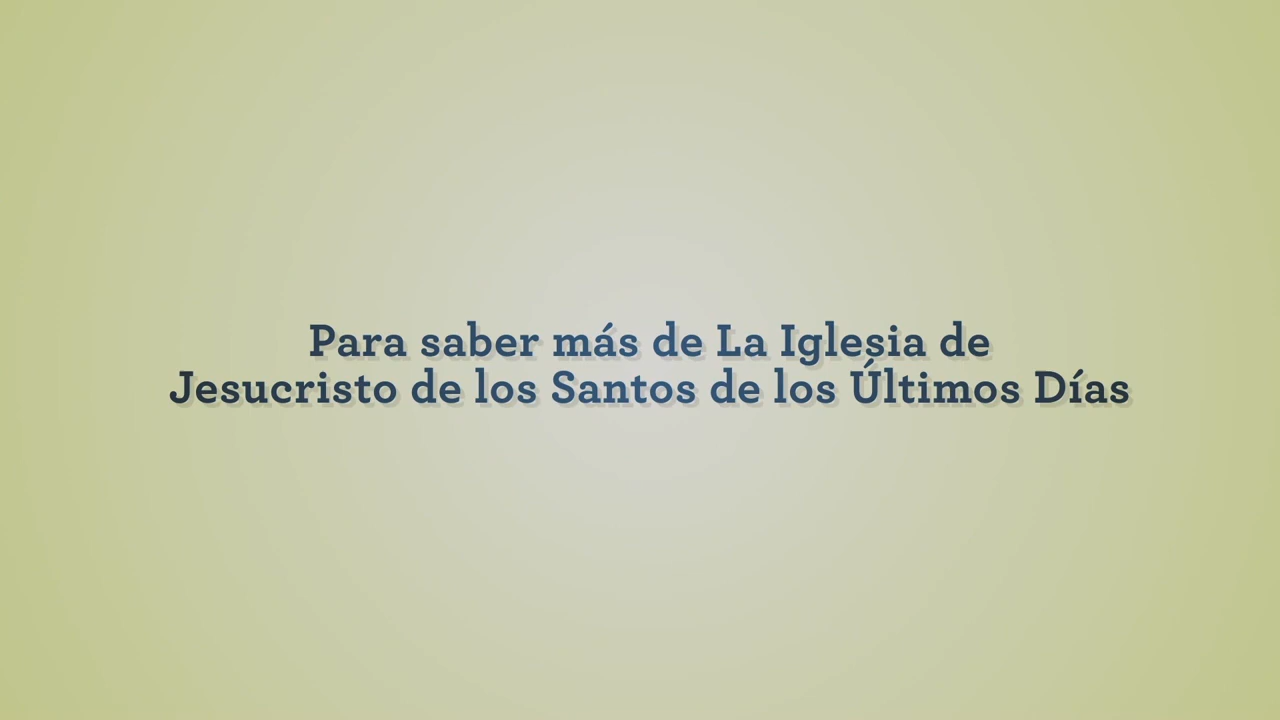 Para saber más de La Iglesia de
Jesucristo de los Santos de los Últimos Días